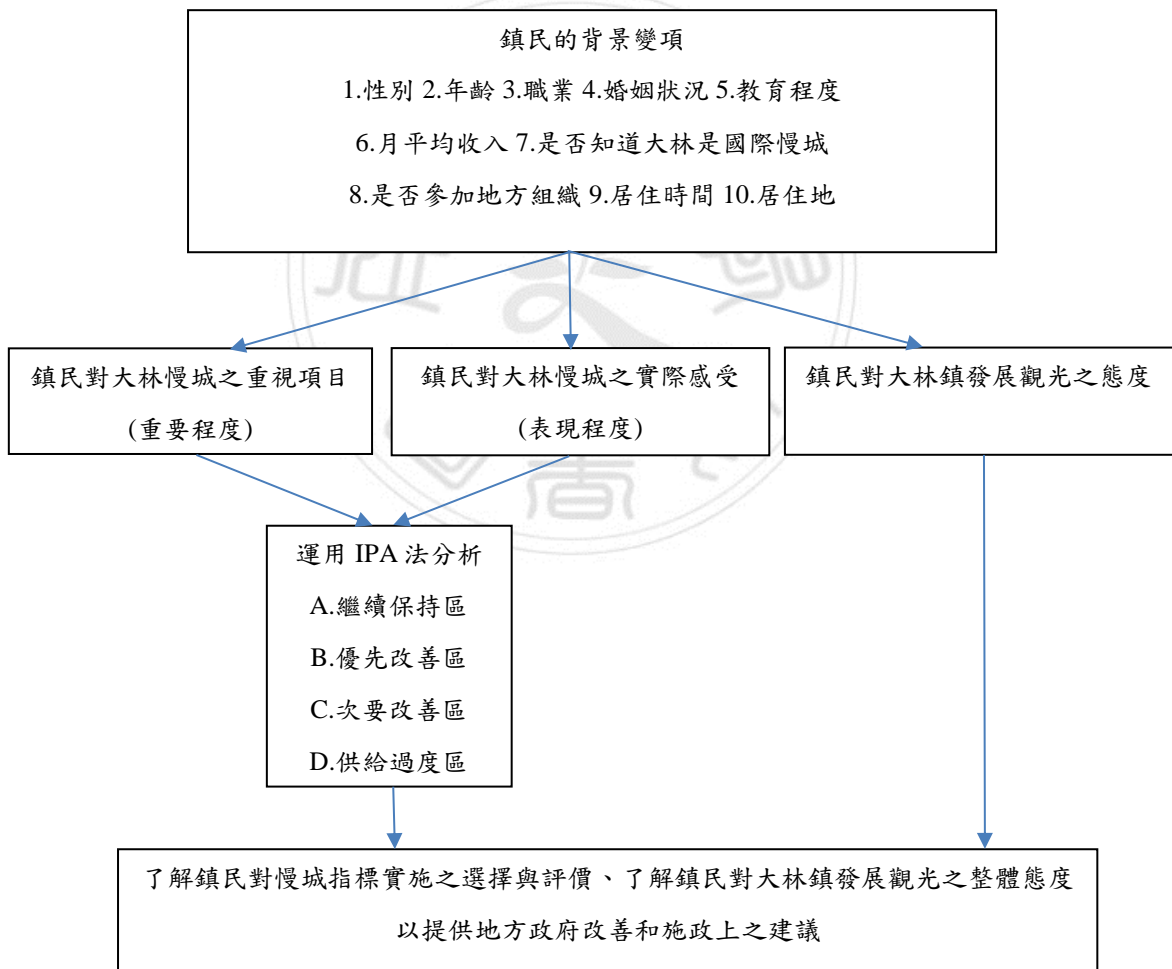 鎮民的背景變項
1.性別 2.年齡 3.職業 4.婚姻狀況 5.教育程度
6.月平均收入 7.是否知道大林是國際慢城
8.是否參加地方組織 9.居住時間 10.居住地
鎮民對大林慢城之重視項目
(重要程度)
鎮民對大林慢城之實際感受
(表現程度)
鎮民對大林鎮發展觀光之態度
運用 IPA 法分析
A.繼續保持區
B.優先改善區
C.次要改善區
D.供給過度區
了解鎮民對慢城指標實施之選擇與評價、了解鎮民對大林鎮發展觀光之整體態度
以提供地方政府改善和施政上之建議